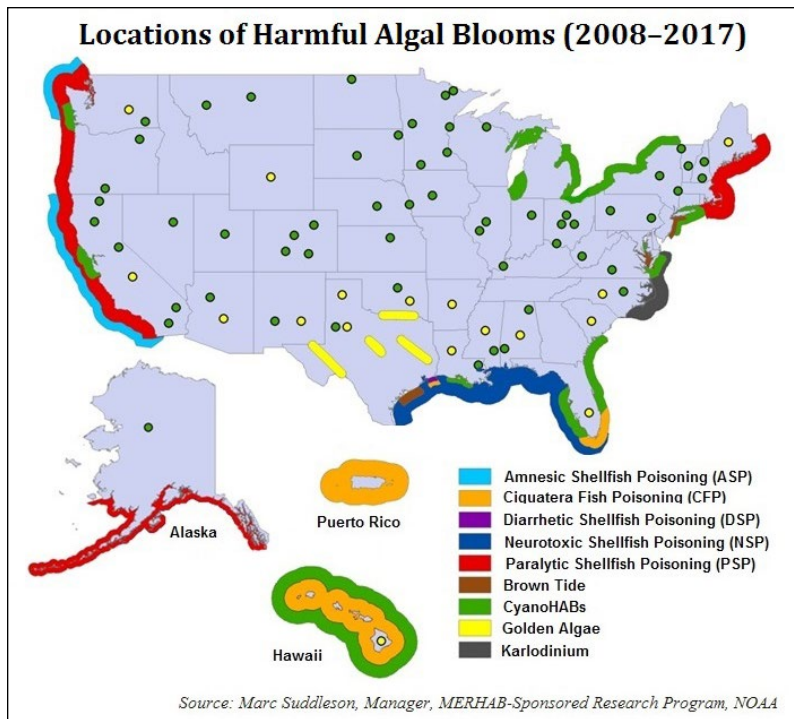 Locations of Harmful Algal Blooms (2008–2017)
Alaska
Puerto Rico
Hawaii
Amnesic Shellfish Poisoning (ASP)
Ciguatera Fish Poisoning (CFP)
Diarrhetic Shellfish Poisoning (DSP)
Neurotoxic Shellfish Poisoning (NSP)
Paralytic Shellfish Poisoning (PSP)
Brown Tide
CyanoHABs
Golden Algae
Karlodinium
Source: Marc Suddleson, Manager, MERHAB-Sponsored Research Program, NOAA